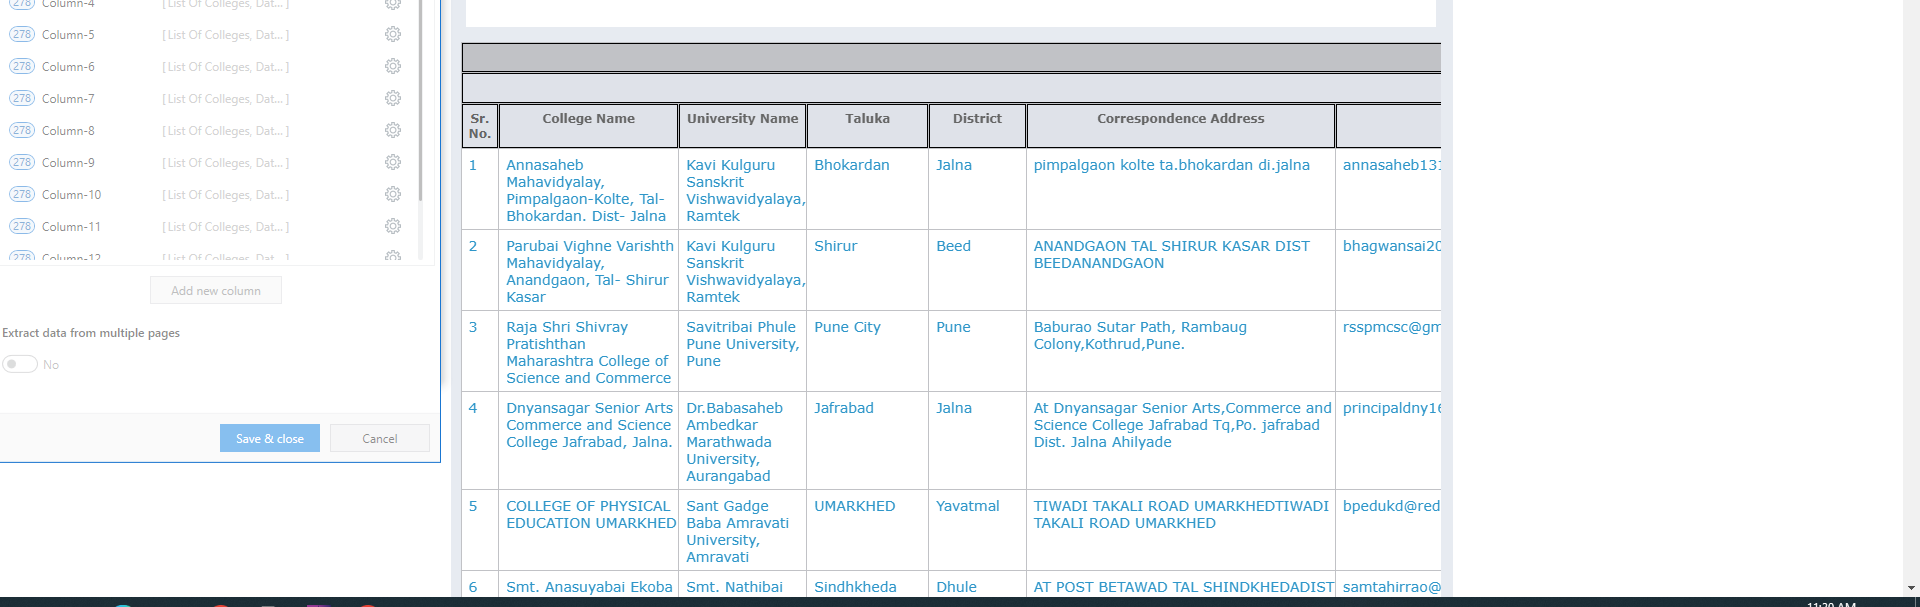 278 Column-4 [ List Of Colleges, Dat... ]
278 Column-5 [ List Of Colleges, Dat... ]
278 Column-6 [ List Of Colleges, Dat... ]
278 Column-7 [ List Of Colleges, Dat... ]
278 Column-8 [ List Of Colleges, Dat... ]
278 Column-9 [ List Of Colleges, Dat... ]
278 Column-10 [ List Of Colleges, Dat... ]
278 Column-11 [ List Of Colleges, Dat... ]
278 Column-12 [ List Of Colleges, Dat... ]
Add new column
Extract data from multiple pages
No
Save & close Cancel
Sr.
No.
College Name
University Name
Taluka
District
Correspondence Address
1
Annasaheb
Mahavidyalay,
Pimpalgaon-Kolte, Tal-
Bhokardan. Dist- Jalna
Kavi Kulguru
Sanskrit
Vishwavidyalaya,
Ramtek
Bhokardan
Jalna
pimpalgaon kolte ta.bhokardan di.jalna
annasaheb131
2
Parubai Vighne Varishth
Mahavidyalay,
Anandgaon, Tal- Shirur
Kasar
Kavi Kulguru
Sanskrit
Vishwavidyalaya,
Ramtek
Shirur
Beed
ANANDGAON TAL SHIRUR KASAR DIST
BEEDANANDGAON
bhagwansai20
3
Raja Shri Shivray
Pratishthan
Maharashtra College of
Science and Commerce
Savitribai Phule
Pune University,
Pune
Pune City
Pune
Baburao Sutar Path, Rambaug
Colony,Kothrud,Pune.
rsspmcsc@gm
4
Dnyansagar Senior Arts
Commerce and Science
College Jafrabad, Jalna.
Dr.Babasaheb
Ambedkar
Marathwada
University,
Aurangabad
Jafrabad
Jalna
At Dnyansagar Senior Arts,Commerce and
Science College Jafrabad Tq,Po. jafrabad
Dist. Jalna Ahilyade
principaldny16
5
COLLEGE OF PHYSICAL
EDUCATION UMARKHED
Sant Gadge
Baba Amravati
University,
Amravati
UMARKHED
Yavatmal
TIWADI TAKALI ROAD UMARKHEDTIWADI
TAKALI ROAD UMARKHED
bpedukd@red
6
Smt. Anasuyabai Ekoba
Smt. Nathibai
Sindhkheda
Dhule
AT POST BETAWAD TAL SHINDKHEDADIST
samtahirrao@
11:20 AM